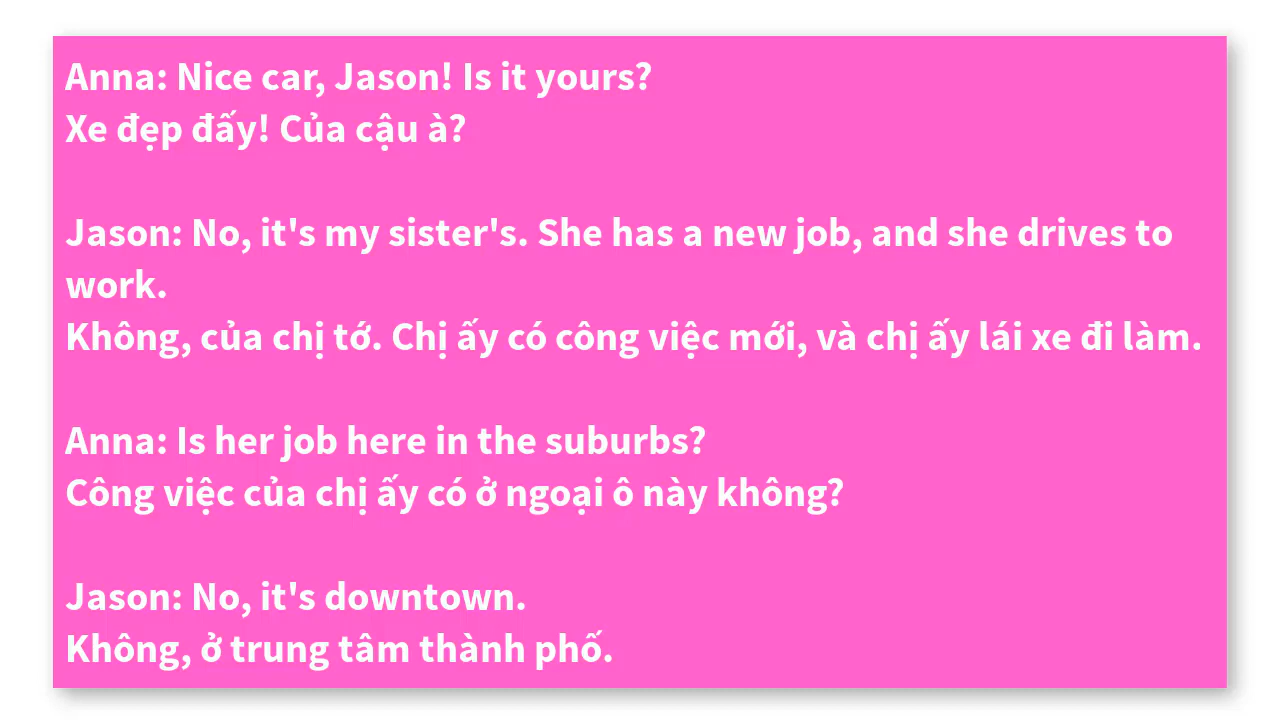 Anna: Nice car, Jason! Is it yours?
Xe đẹp đấy! Của cậu à?
Jason: No, it's my sister's. She has a new job, and she drives to
work.
Không, của chị tớ. Chị ấy có công việc mới, và chị ấy lái xe đi làm.
Anna: Is her job here in the suburbs?
Công việc của chị ấy có ở ngoại ô này không?
Jason: No, it's downtown.
Không, ở trung tâm thành phố.